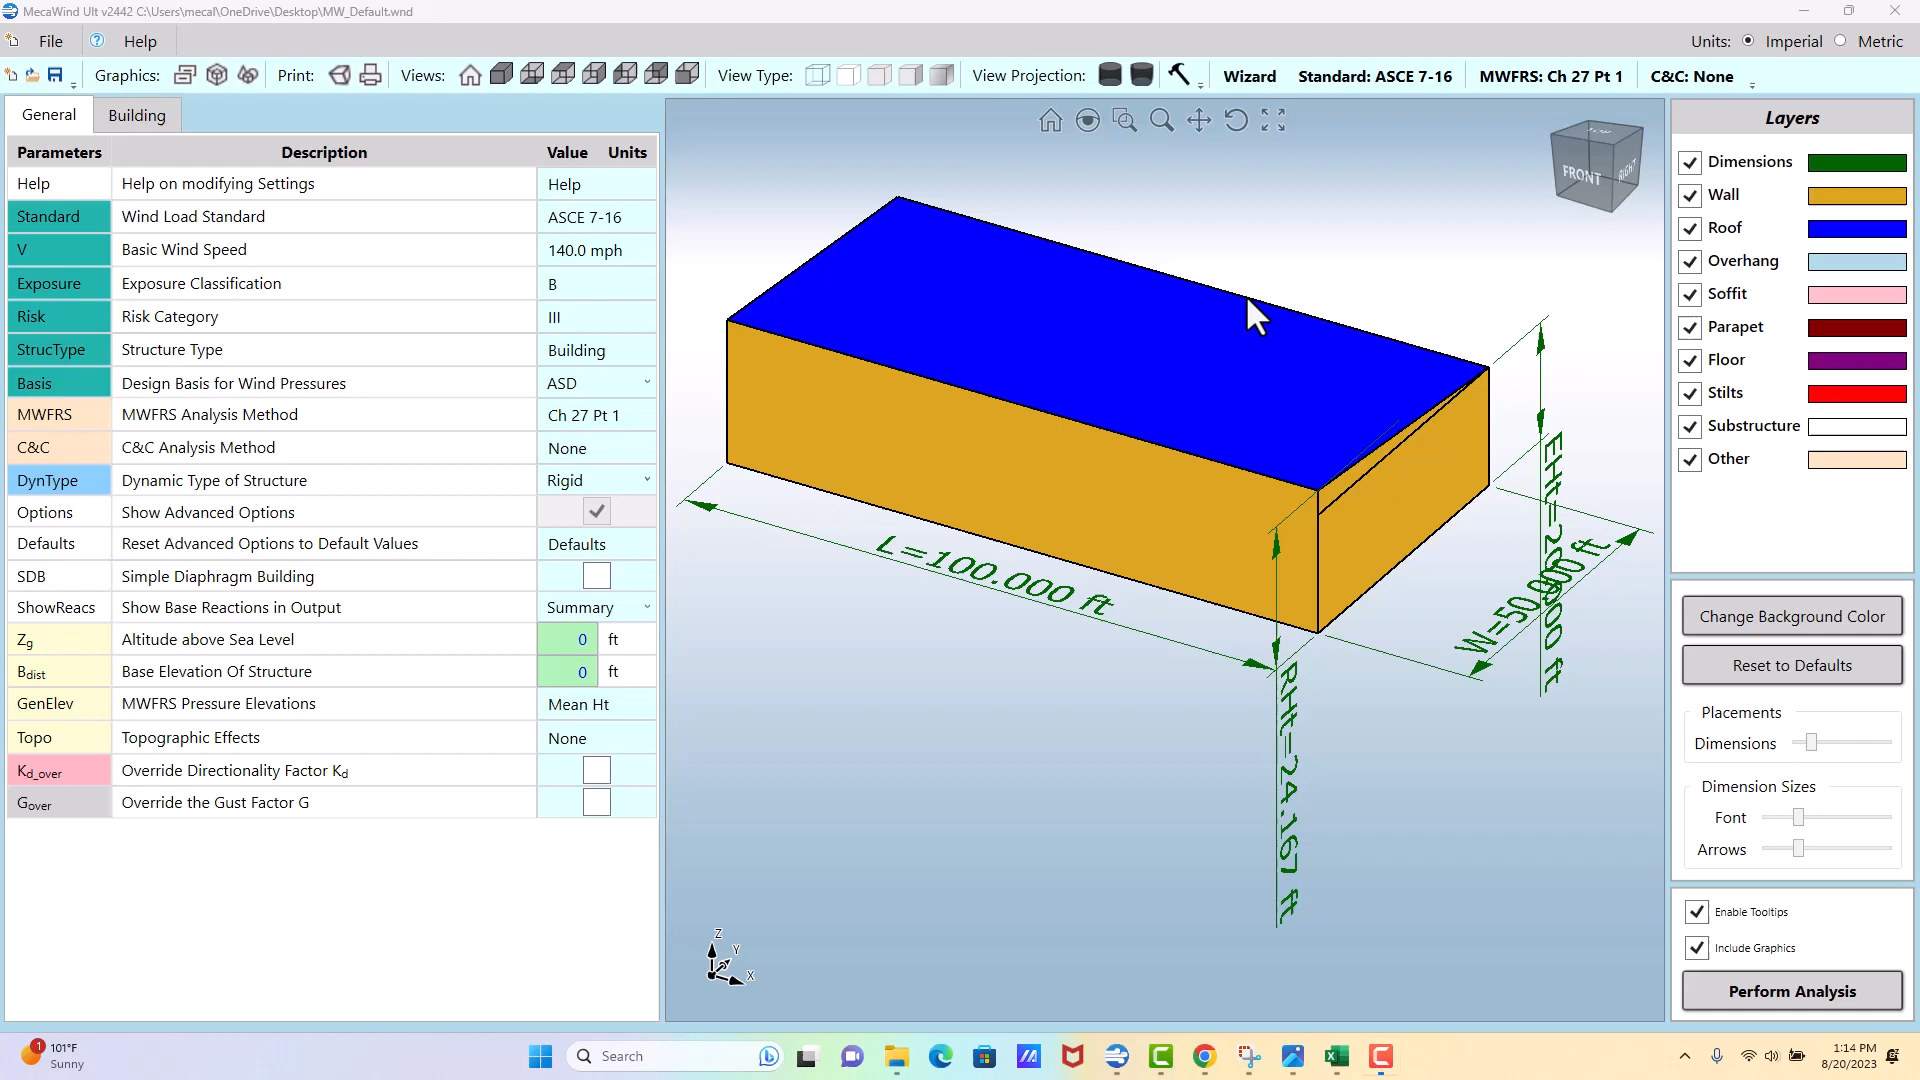 MecaWind Ult v2442 C:\Users\mecal\OneDrive\Desktop\MW_Default.wnd
File Help Units: Imperial Metric
Graphics: Print: Views: View Type: View Projection: Wizard Standard: ASCE 7-16 MWFRS: Ch 27 Pt 1 C&C: None
General Building
Parameters Description Value Units
Help Help on modifying Settings Help
Standard Wind Load Standard ASCE 7-16
V Basic Wind Speed 140.0 mph
Exposure Exposure Classification B
Risk Risk Category III
StrucType Structure Type Building
Basis Design Basis for Wind Pressures ASD
MWFRS MWFRS Analysis Method Ch 27 Pt 1
C&C C&C Analysis Method None
DynType Dynamic Type of Structure Rigid
Options Show Advanced Options
Defaults Reset Advanced Options to Default Values Defaults
SDB Simple Diaphragm Building
ShowReacs Show Base Reactions in Output Summary
Zg Altitude above Sea Level 0 ft
Bdist Base Elevation Of Structure 0 ft
GenElev MWFRS Pressure Elevations Mean Ht
Topo Topographic Effects None
Kd_over Override Directionality Factor Kd
Gover Override the Gust Factor G
TOP
FRONT
RIGHT
L=100.000 ft
W=50.000 ft
RHt=24.167 ft
Z
Y
X
Layers
Dimensions
Wall
Roof
Overhang
Soffit
Parapet
Floor
Stilts
Substructure
Other
Change Background Color
Reset to Defaults
Placements
Dimensions
Dimension Sizes
Font
Arrows
Enable Tooltips
Include Graphics
Perform Analysis
1
101°F
Sunny
Search
1:14 PM
8/20/2023